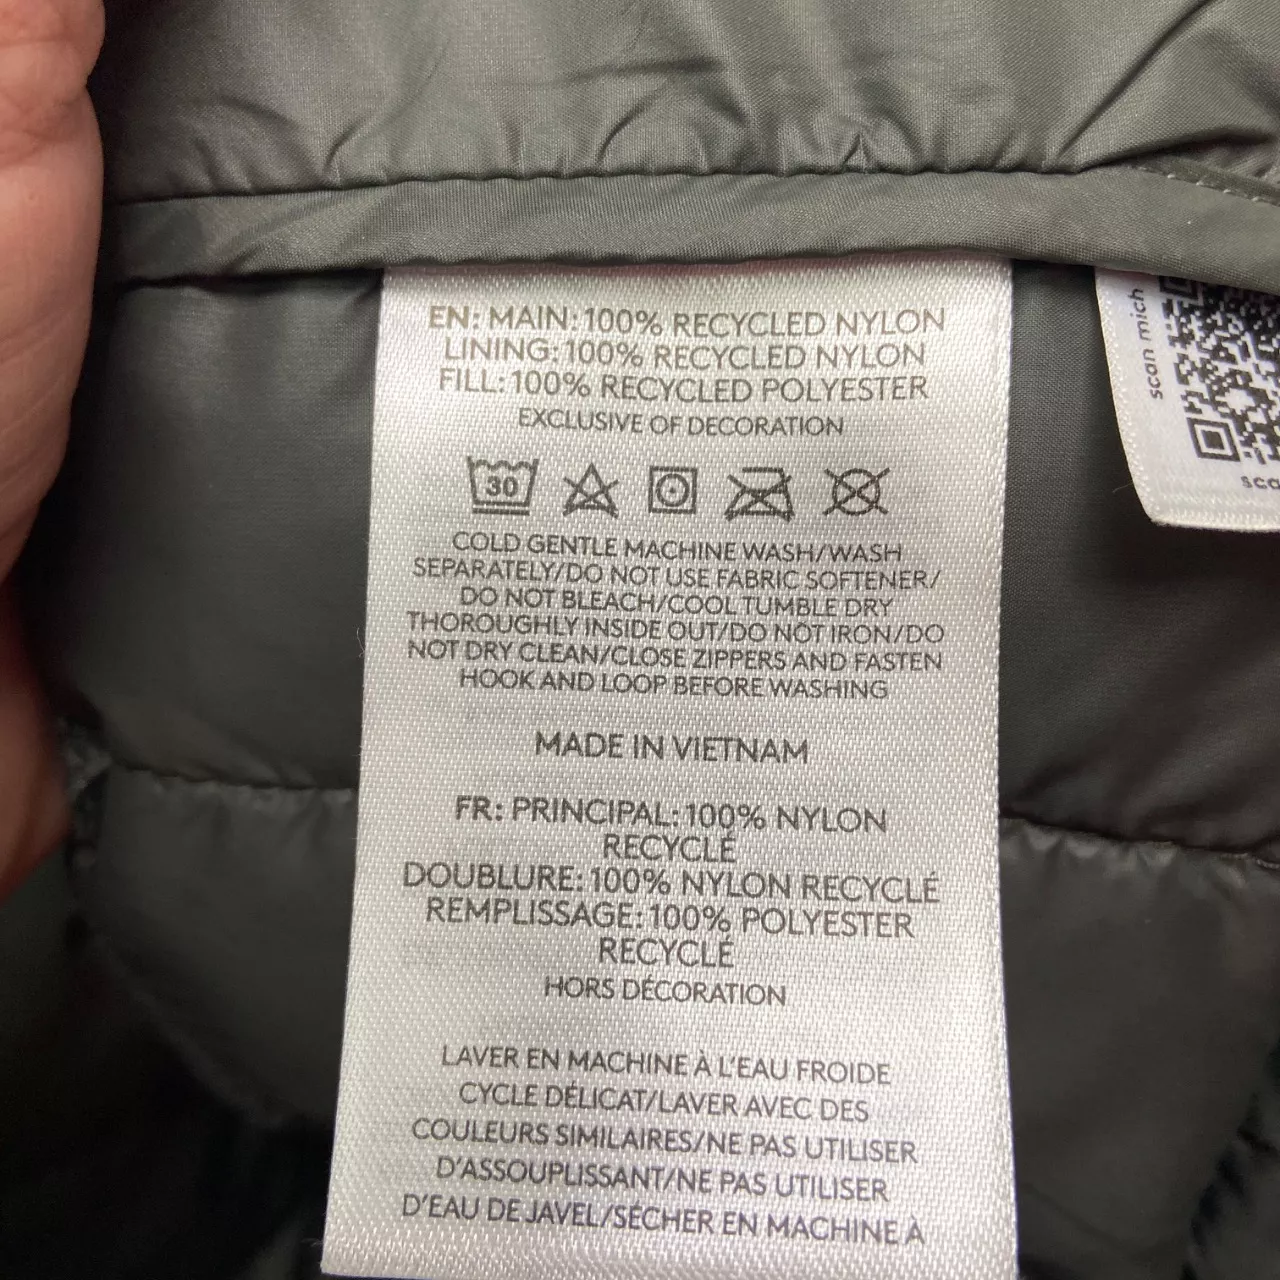 EN: MAIN: 100% RECYCLED NYLON
LINING: 100% RECYCLED NYLON
FILL: 100% RECYCLED POLYESTER
EXCLUSIVE OF DECORATION
30
COLD GENTLE MACHINE WASH/WASH
SEPARATELY/DO NOT USE FABRIC SOFTENER/
DO NOT BLEACH/COOL TUMBLE DRY
THOROUGHLY INSIDE OUT/DO NOT IRON/DO
NOT DRY CLEAN/CLOSE ZIPPERS AND FASTEN
HOOK AND LOOP BEFORE WASHING
MADE IN VIETNAM
FR: PRINCIPAL: 100% NYLON
RECYCLÉ
DOUBLURE: 100% NYLON RECYCLÉ
REMPLISSAGE: 100% POLYESTER
RECYCLÉ
HORS DÉCORATION
LAVER EN MACHINE À L'EAU FROIDE
CYCLE DÉLICAT/LAVER AVEC DES
COULEURS SIMILAIRES/NE PAS UTILISER
D'ASSOUPLISSANT/NE PAS UTILISER
D'EAU DE JAVEL/SÉCHER EN MACHINE À
scan mich